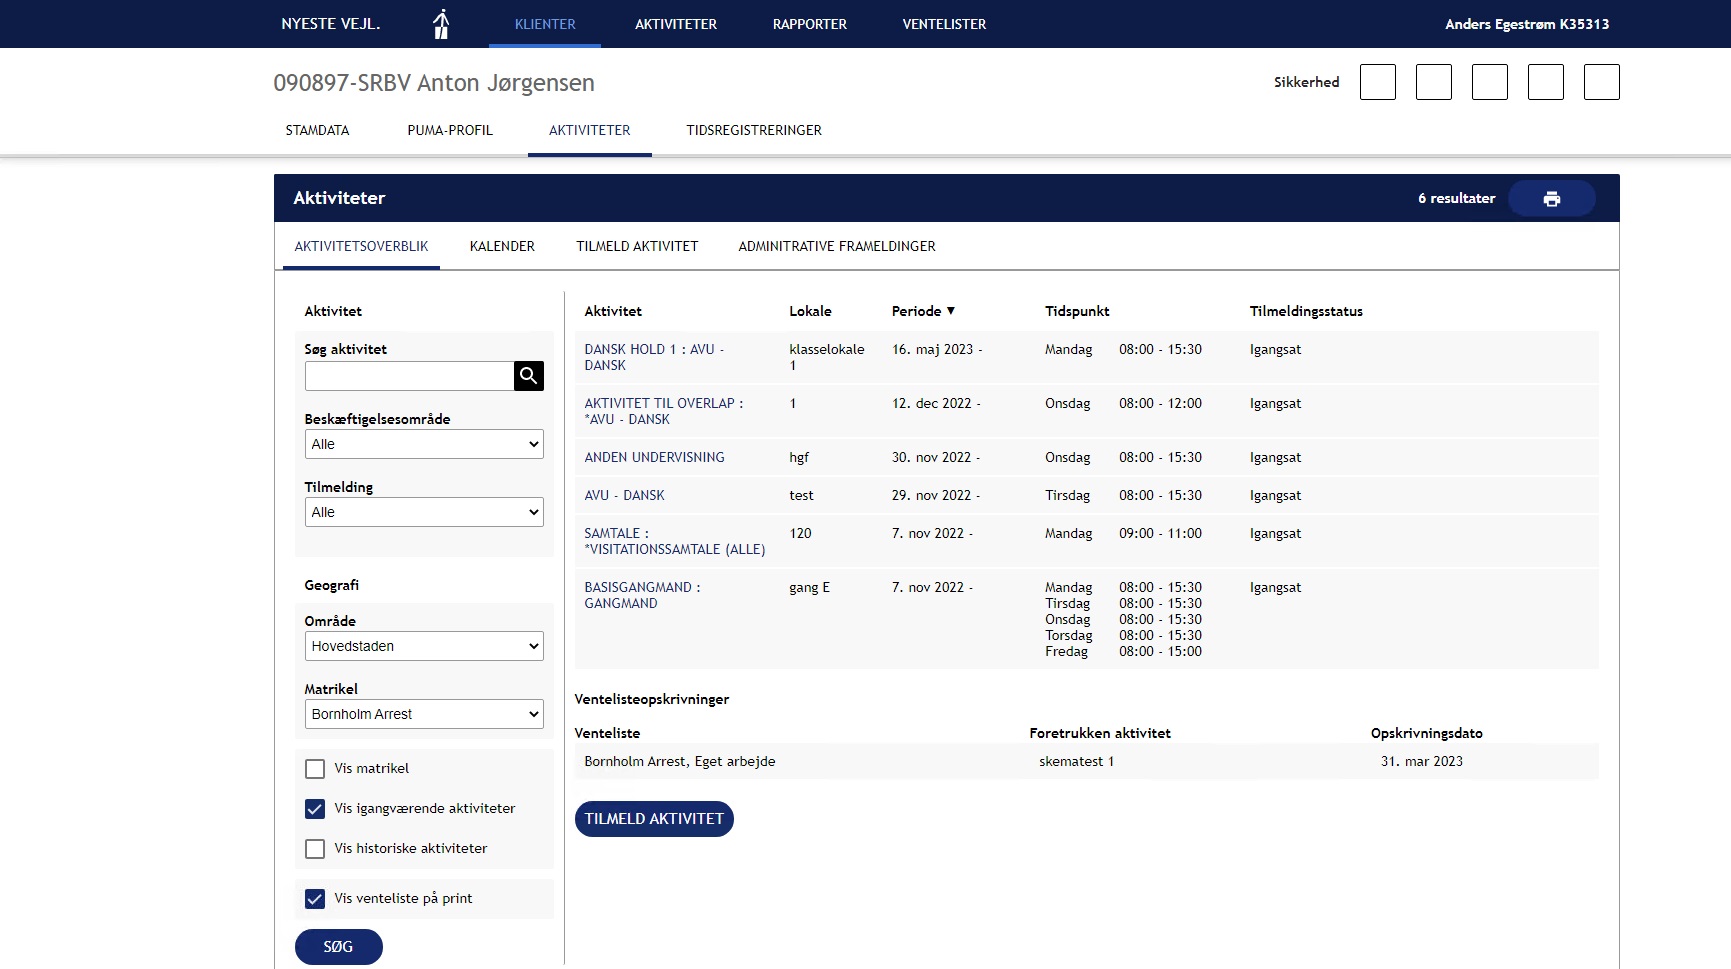 NYESTE VEJL. KLIENTER AKTIVITETER RAPPORTER VENTELISTER Anders Egestrøm K35313
090897-SRBV Anton Jørgensen Sikkerhed
STAMDATA PUMA-PROFIL AKTIVITETER TIDSREGISTRERINGER
Aktiviteter 6 resultater
AKTIVITETSOVERBLIK KALENDER TILMELD AKTIVITET ADMINITRATIVE FRAMELDINGER
Aktivitet
Søg aktivitet
Beskæftigelsesområde
Alle
Tilmelding
Alle
Geografi
Område
Hovedstaden
Matrikel
Bornholm Arrest
Vis matrikel
Vis igangværende aktiviteter
Vis historiske aktiviteter
Vis venteliste på print
SØG
Aktivitet Lokale Periode ▼ Tidspunkt Tilmeldingsstatus
DANSK HOLD 1 : AVU - klasselokale 16. maj 2023 - Mandag 08:00 - 15:30 Igangsat
DANSK 1
AKTIVITET TIL OVERLAP : 1 12. dec 2022 - Onsdag 08:00 - 12:00 Igangsat
*AVU - DANSK
ANDEN UNDERVISNING hgf 30. nov 2022 - Onsdag 08:00 - 15:30 Igangsat
AVU - DANSK test 29. nov 2022 - Tirsdag 08:00 - 15:30 Igangsat
SAMTALE : 120 7. nov 2022 - Mandag 09:00 - 11:00 Igangsat
*VISITATIONSSAMTALE (ALLE)
BASISGANGMAND : gang E 7. nov 2022 - Mandag 08:00 - 15:30 Igangsat
GANGMAND Tirsdag 08:00 - 15:30
Onsdag 08:00 - 15:30
Torsdag 08:00 - 15:30
Fredag 08:00 - 15:00
Ventelisteopskrivninger
Venteliste Foretrukken aktivitet Opskrivningsdato
Bornholm Arrest, Eget arbejde skematest 1 31. mar 2023
TILMELD AKTIVITET